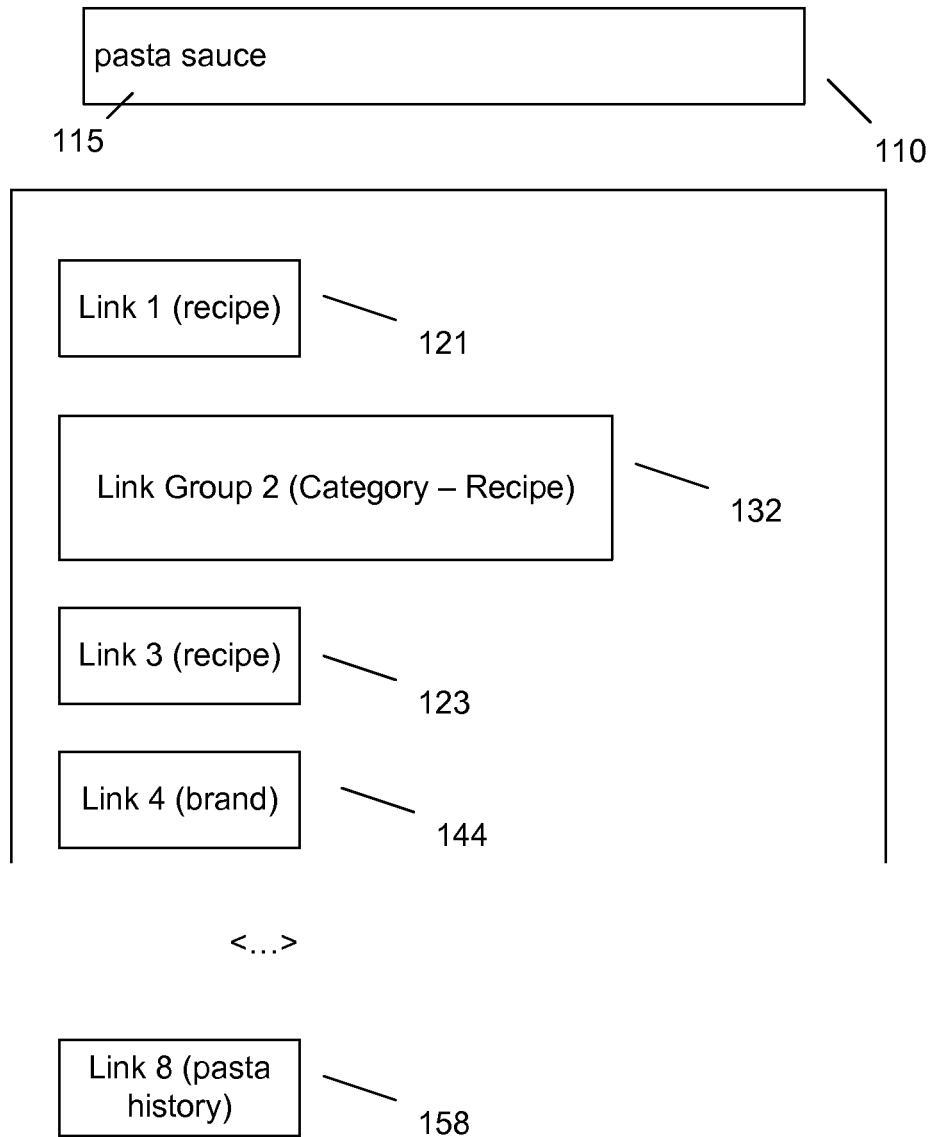 pasta sauce
115
110
Link 1 (recipe)
121
Link Group 2 (Category – Recipe)
132
Link 3 (recipe)
123
Link 4 (brand)
144
<...>
Link 8 (pasta
history)
158